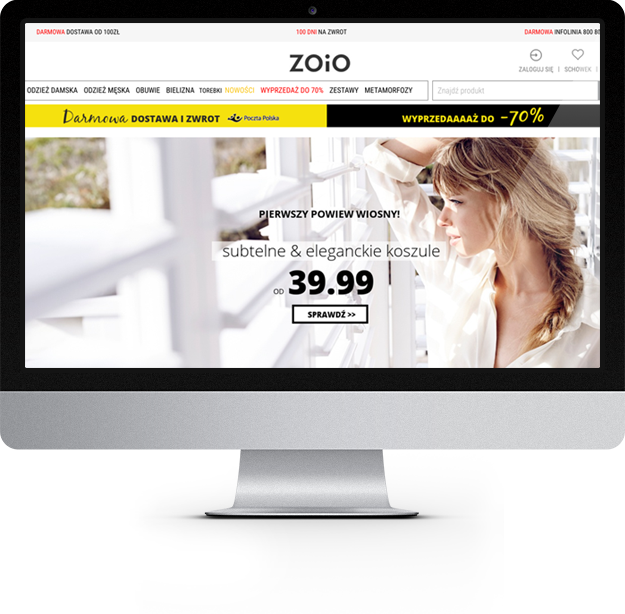 DARMOWA DOSTAWA OD 100ZŁ
100 DNI NA ZWROT
DARMOWA INFOLINIA 800 80
ZOiO
ZALOGUJ SIĘ | SCHOWEK |
ODZIEŻ DAMSKA ODZIEŻ MĘSKA OBUWIE BIELIZNA TOREBKI NOWOŚCI WYPRZEDAŻ DO 70% ZESTAWY METAMORFOZY
Znajdź produkt
Darmowa DOSTAWA I ZWROT Poczta Polska
WYPRZEDAAAAŻ DO -70%
PIERWSZY POWIEW WIOSNY!
subtelne & eleganckie koszule
OD 39.99
SPRAWDŹ >>